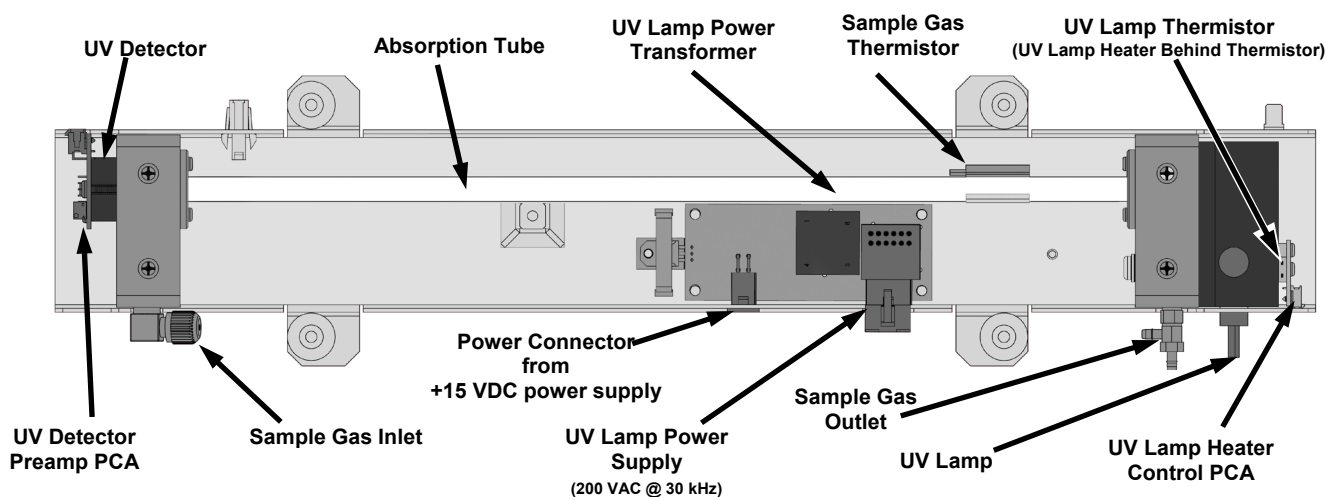 UV Detector
Absorption Tube
UV Lamp Power
Transformer
Sample Gas
Thermistor
UV Lamp Thermistor
(UV Lamp Heater Behind Thermistor)
Power Connector
from
+15 VDC power supply
Sample Gas
Outlet
UV Detector
Preamp PCA
Sample Gas Inlet
UV Lamp Power
Supply
(200 VAC @ 30 kHz)
UV Lamp
UV Lamp Heater
Control PCA